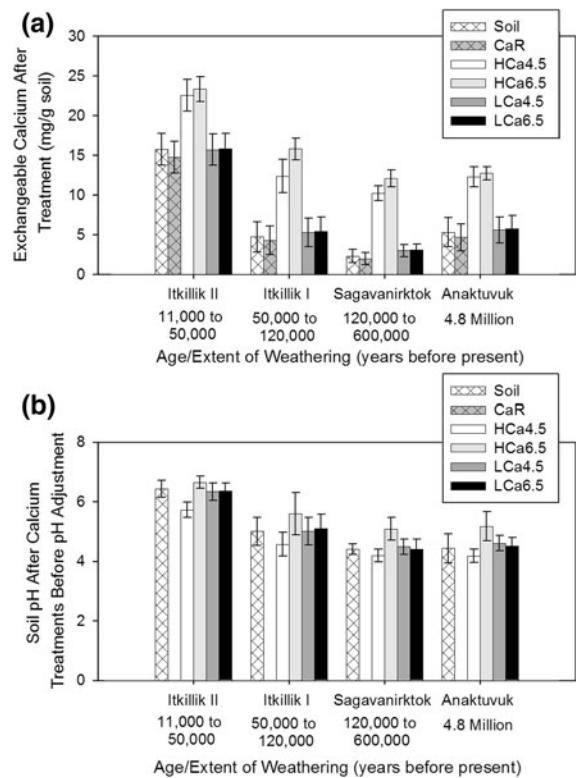 (a)
Exchangeable Calcium After
Treatment (mg/g soil)
30
25
20
15
10
5
0
Soil
CaR
HCa4.5
HCa6.5
LCa4.5
LCa6.5
Itkillik II
Itkillik I
Sagavanirktok
Anaktuvuk
11,000 to
50,000
50,000 to
120,000
120,000 to
600,000
4.8 Million
Age/Extent of Weathering (years before present)
(b)
Soil pH After Calcium
Treatments Before pH Adjustment
8
6
4
2
0
Soil
CaR
HCa4.5
HCa6.5
LCa4.5
LCa6.5
Itkillik II
Itkillik I
Sagavanirktok
Anaktuvuk
11,000 to
50,000
50,000 to
120,000
120,000 to
600,000
4.8 Million
Age/Extent of Weathering (years before present)